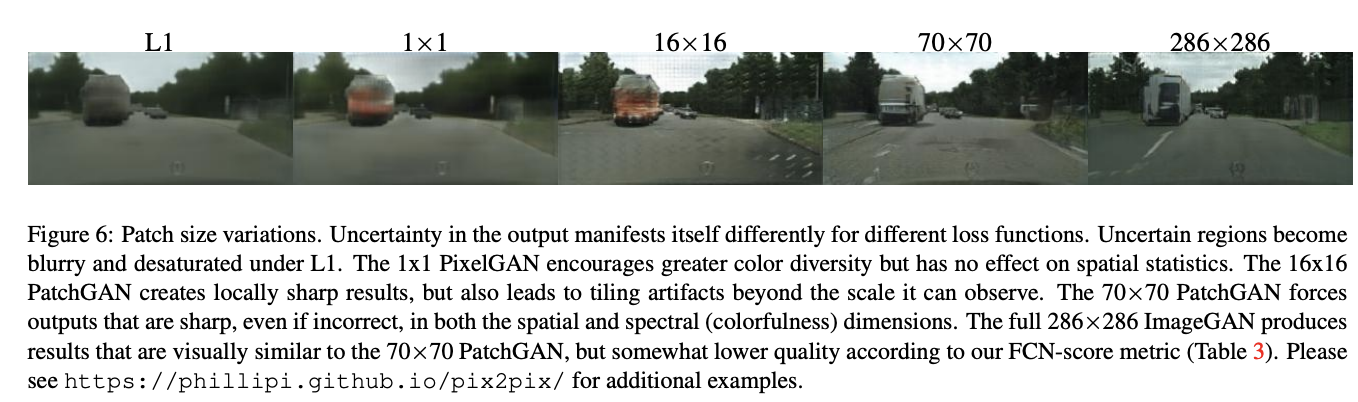 L1 1×1 16×16 70×70 286×286
Figure 6: Patch size variations. Uncertainty in the output manifests itself differently for different loss functions. Uncertain regions become
blurry and desaturated under L1. The 1x1 PixelGAN encourages greater color diversity but has no effect on spatial statistics. The 16x16
PatchGAN creates locally sharp results, but also leads to tiling artifacts beyond the scale it can observe. The 70×70 PatchGAN forces
outputs that are sharp, even if incorrect, in both the spatial and spectral (colorfulness) dimensions. The full 286×286 ImageGAN produces
results that are visually similar to the 70×70 PatchGAN, but somewhat lower quality according to our FCN-score metric (Table 3). Please
see https://phillipi.github.io/pix2pix/ for additional examples.